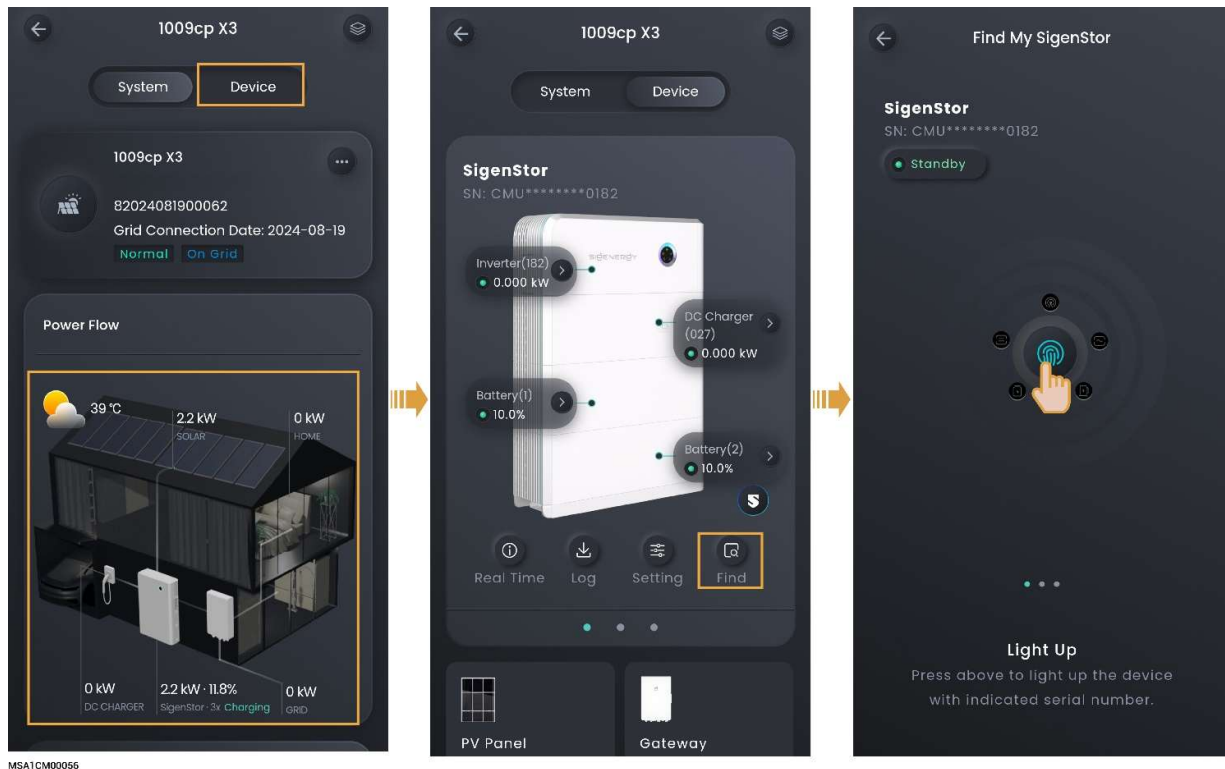 1009cp X3
System
Device
1009cp X3
82024081900062
Grid Connection Date: 2024-08-19
Normal
On Grid
Power Flow
39 ℃
2.2 kW
SOLAR
0 kW
HOME
0 kW
DC CHARGER
2.2 kW · 11.8%
SigenStor · 3x Charging
0 kW
GRID
1009cp X3
System
Device
SigenStor
SN: CMU********0182
sigenergy
Inverter(182)
0.000 kW
DC Charger
(027)
0.000 kW
Battery(1)
10.0%
Battery(2)
10.0%
Real Time
Log
Setting
Find
PV Panel
Gateway
Find My SigenStor
SigenStor
SN: CMU********0182
Standby
Light Up
Press above to light up the device
with indicated serial number.
MSA1CM00056